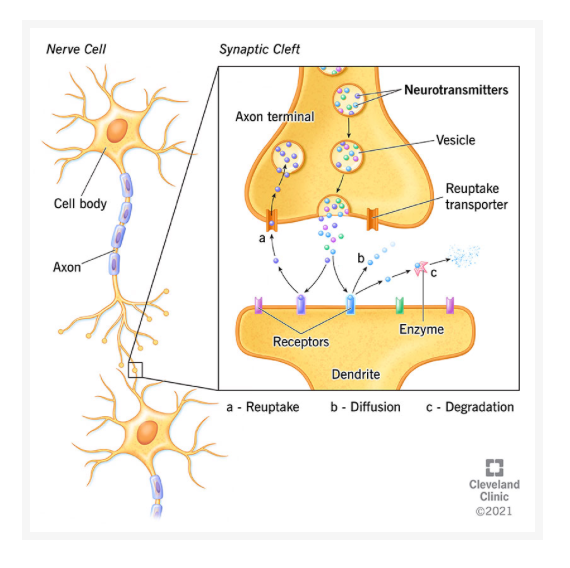 Nerve Cell
Synaptic Cleft
Neurotransmitters
Axon terminal
Vesicle
Cell body
Reuptake
transporter
a
b
c
Axon
Enzyme
Receptors
Dendrite
a - Reuptake
b - Diffusion
c - Degradation
Cleveland
Clinic
©2021